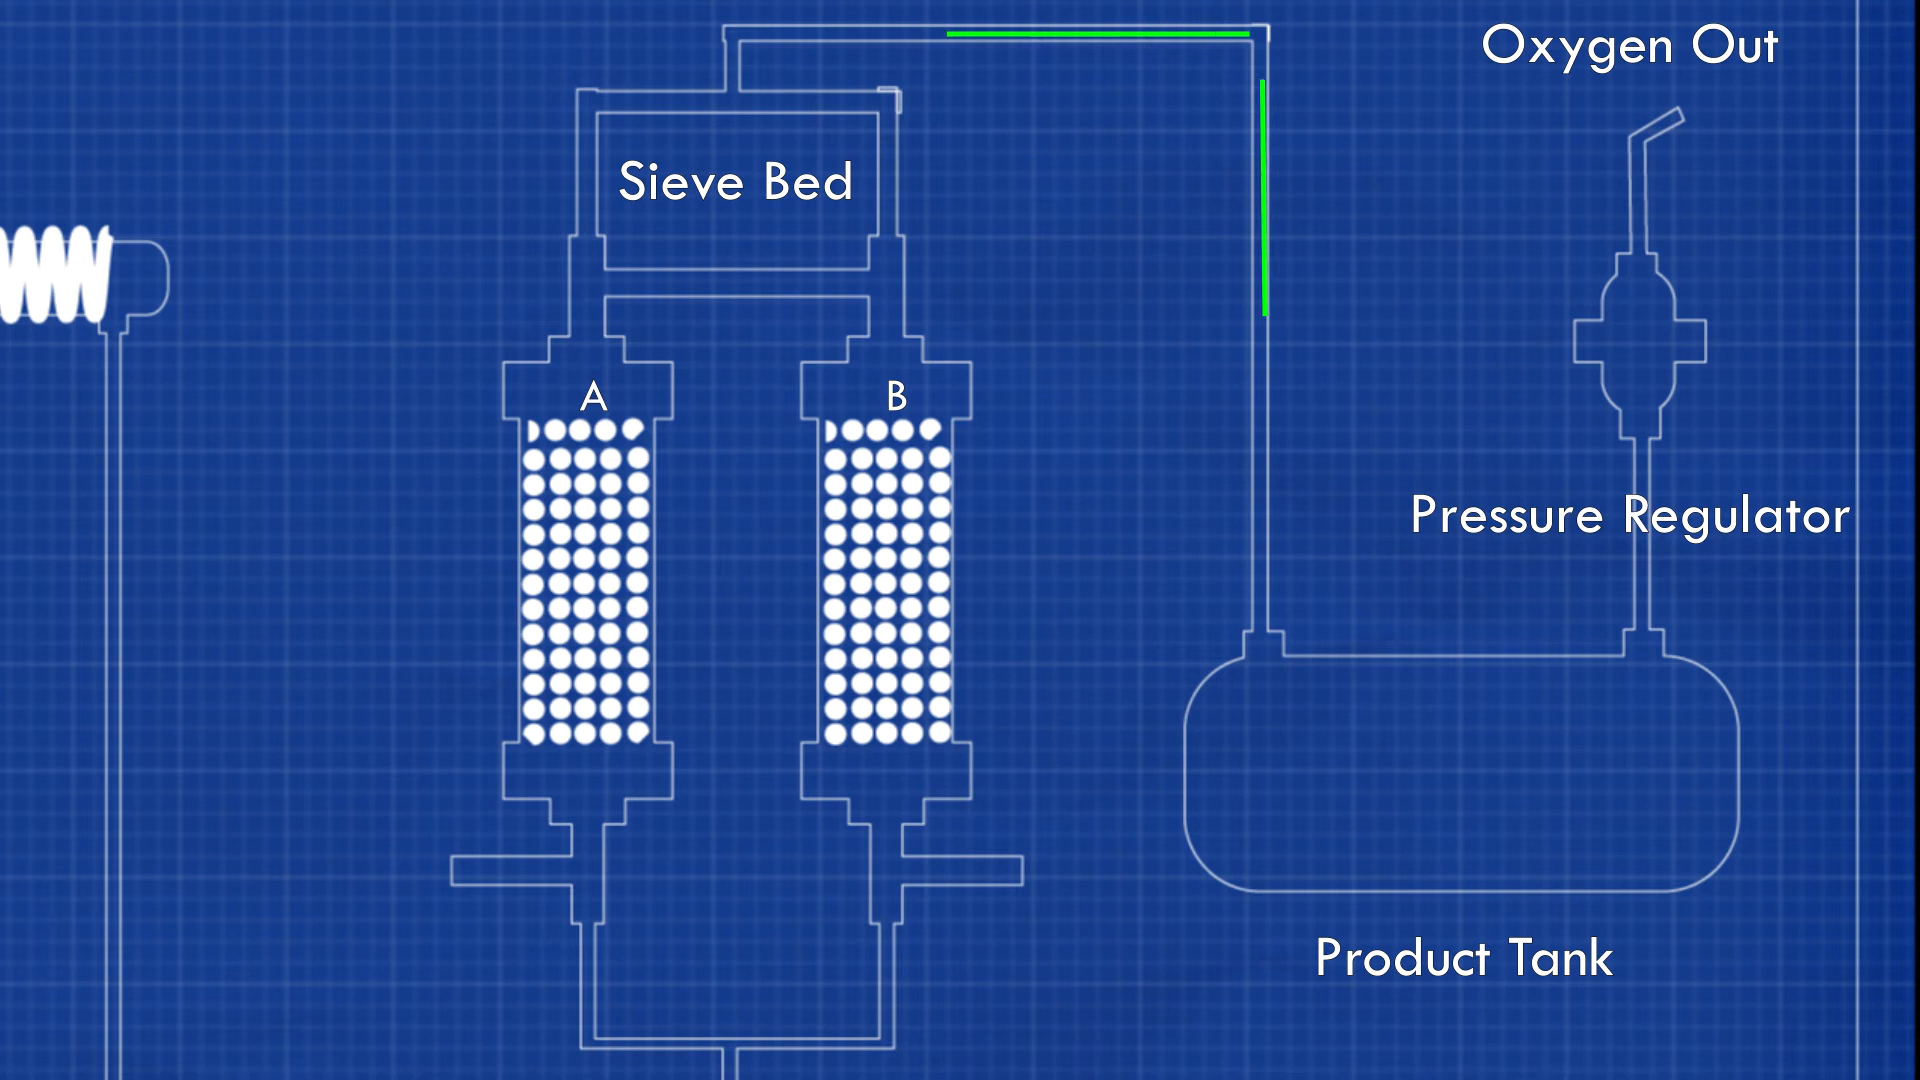 Oxygen Out
Sieve Bed
A
B
Pressure Regulator
Product Tank